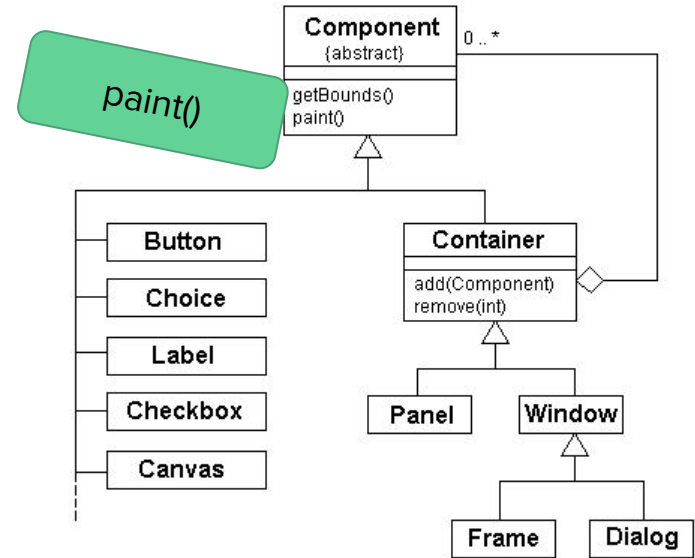 Component
{abstract}
0 .. *
paint()
getBounds()
paint()
Button
Choice
Label
Checkbox
Canvas
Container
add(Component)
remove(int)
Panel
Window
Frame
Dialog